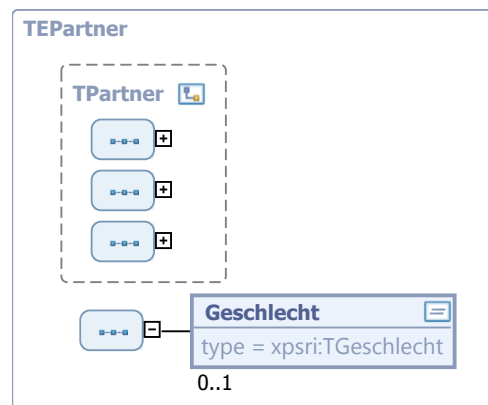 TEPartner
TPartner
Geschlecht
type = xpsri:TGeschlecht
0..1